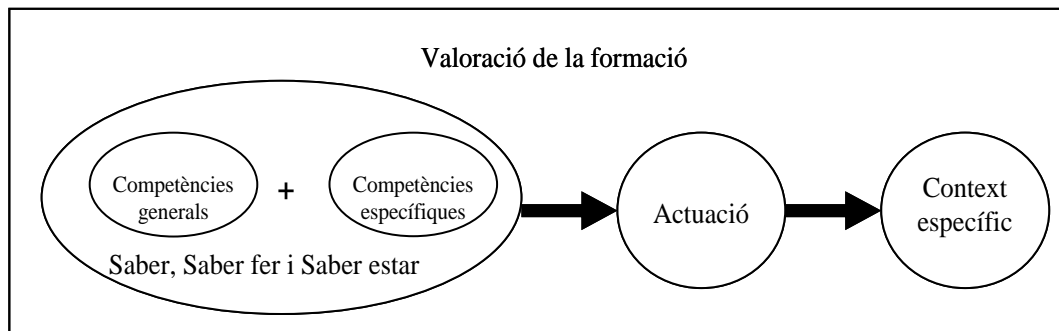 Valoració de la formació
Competències
generals
+
Competències
específiques
Saber, Saber fer i Saber estar
Actuació
Context
específic